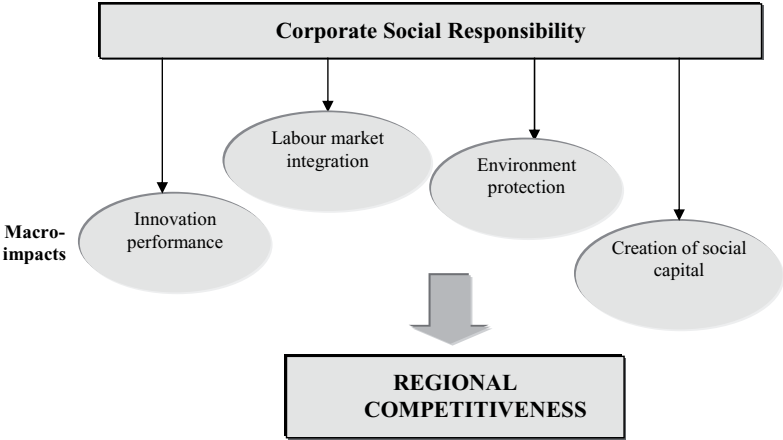 Corporate Social Responsibility
Labour market
integration
Environment
protection
Macro-
impacts
Innovation
performance
Creation of social
capital
REGIONAL
COMPETITIVENESS